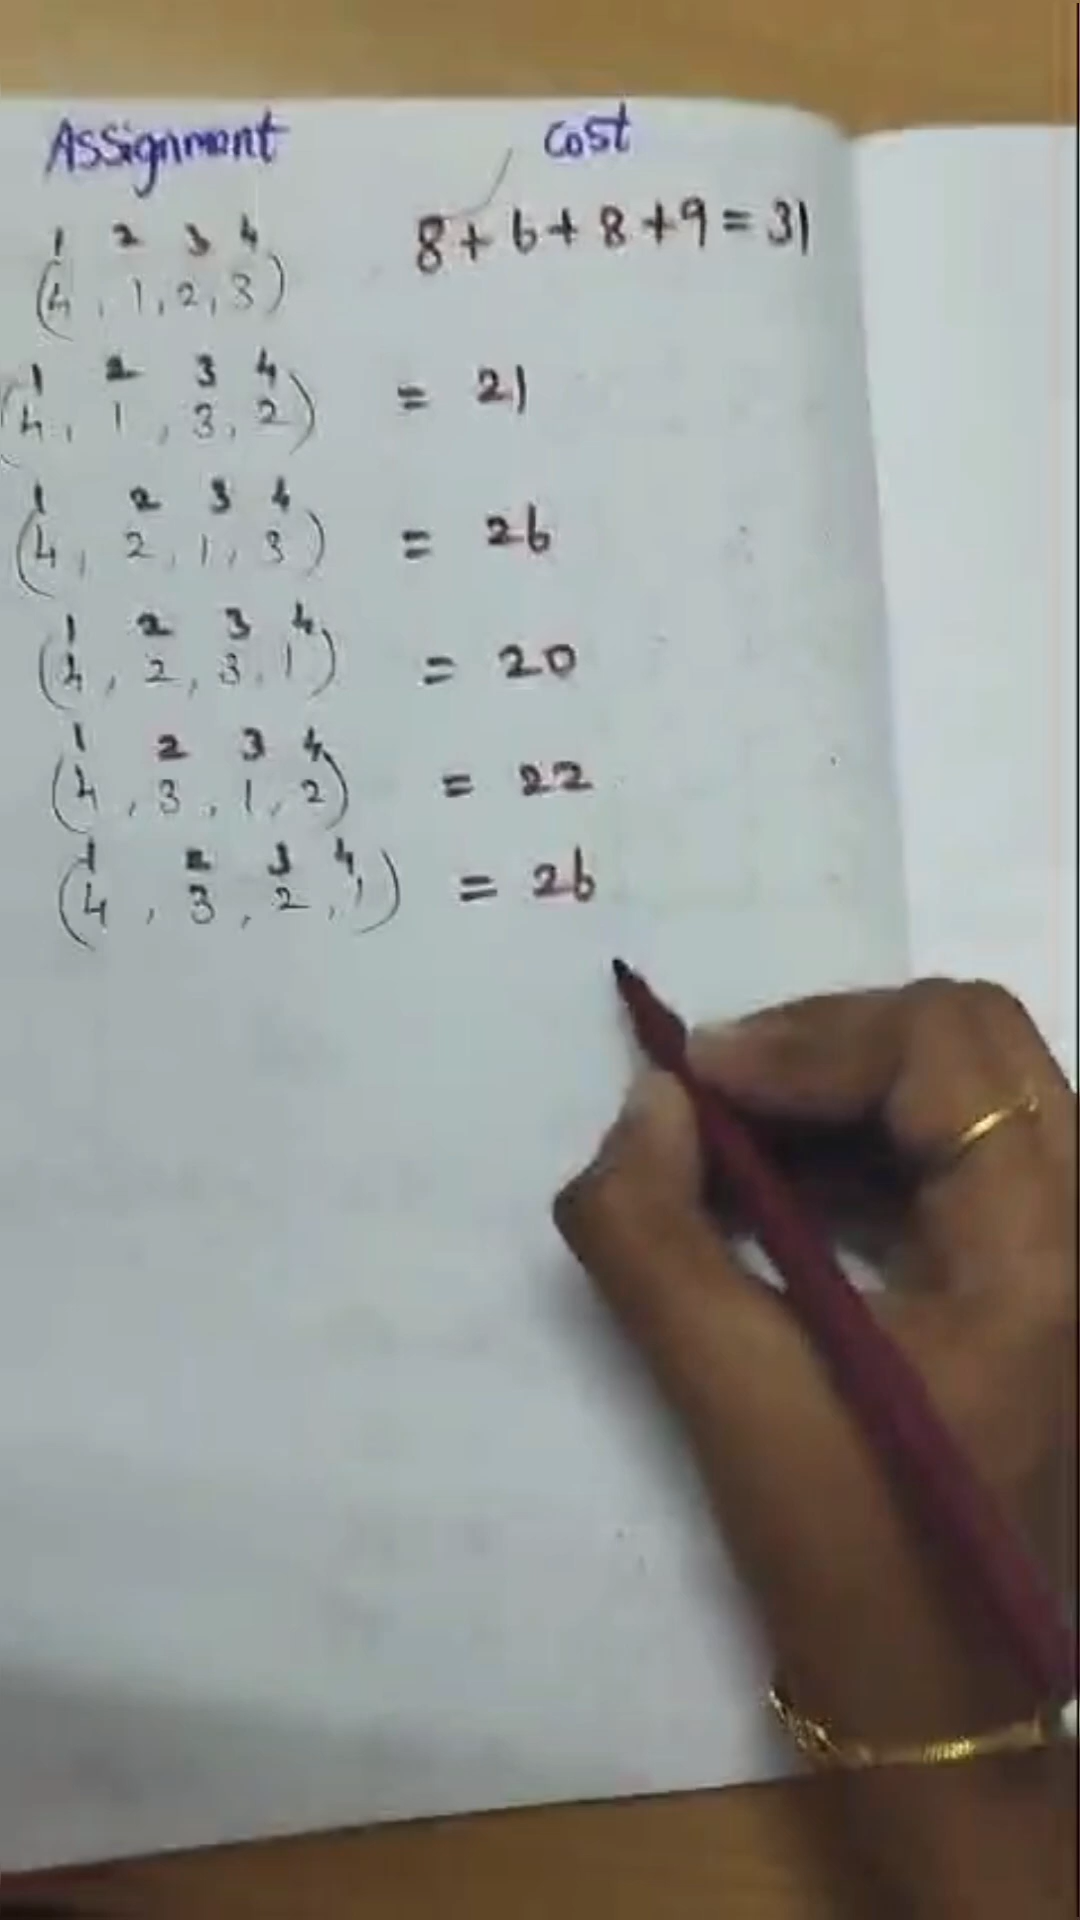 Assignment cost
1 2 3 4
(4, 1, 2, 3) 8+6+8+9=31
1 2 3 4
(4, 1, 3, 2) = 21
1 2 3 4
(4, 2, 1, 3) = 26
1 2 3 4
(4, 2, 3, 1) = 20
1 2 3 4
(4, 3, 1, 2) = 22
1 2 3 4
(4, 3, 2, 1) = 26